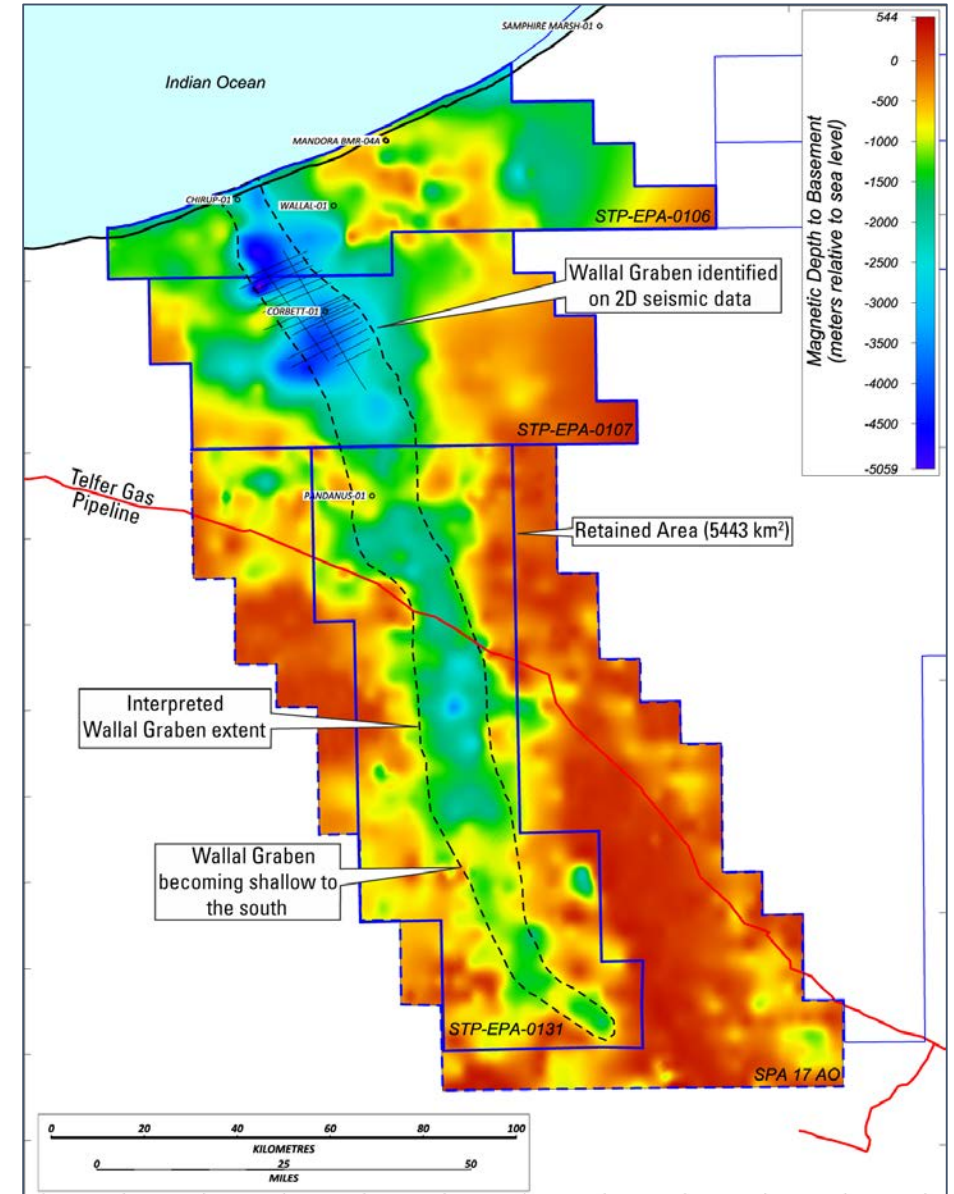 SAMPHIRE MARSH-01
Indian Ocean
MANDORA BMR-04A
CHIRUP-01
WALLAL-01
STP-EPA-0106
Wallal Graben identified
on 2D seismic data
CORBETT-01
STP-EPA-0107
Telfer Gas
Pipeline
PANDANUS-01
Retained Area (5443 km²)
Interpreted
Wallal Graben extent
Wallal Graben
becoming shallow to
the south
STP-EPA-0131
SPA 17 AO
Magnetic Depth to Basement
(meters relative to sea level)
544
0
-500
-1000
-1500
-2000
-2500
-3000
-3500
-4000
-4500
-5059
0 20 40 60 80 100
KILOMETRES
0 25 50
MILES